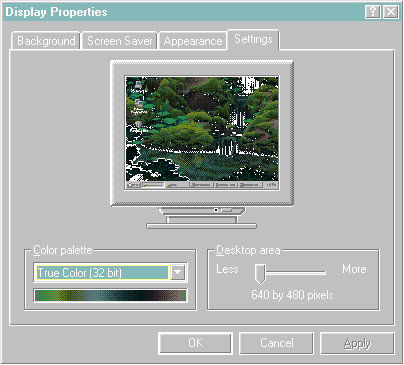 Display Properties
Background Screen Saver Appearance Settings
Color palette
True Color (32 bit)
Desktop area
Less More
640 by 480 pixels
OK Cancel Apply